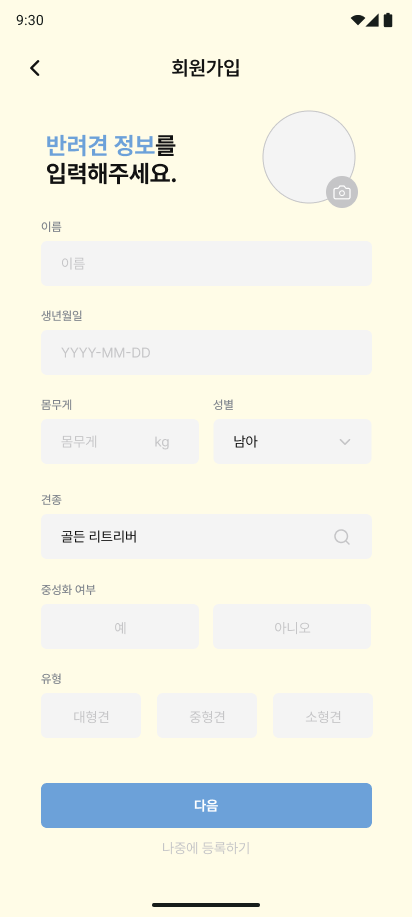 9:30
회원가입
반려견 정보를
입력해주세요.
이름
이름
생년월일
YYYY-MM-DD
몸무게 성별
몸무게 kg 남아
견종
골든 리트리버
중성화 여부
예 아니오
유형
대형견 중형견 소형견
다음
나중에 등록하기